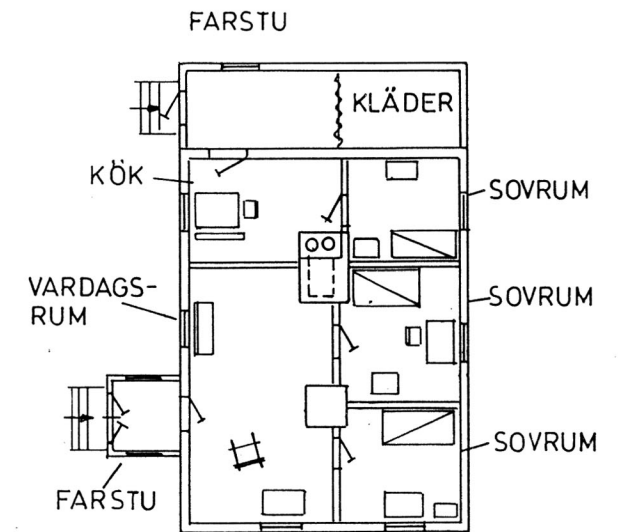 FARSTU
KLÄDER
KÖK
SOVRUM
VARDAGS-
RUM
SOVRUM
SOVRUM
FARSTU